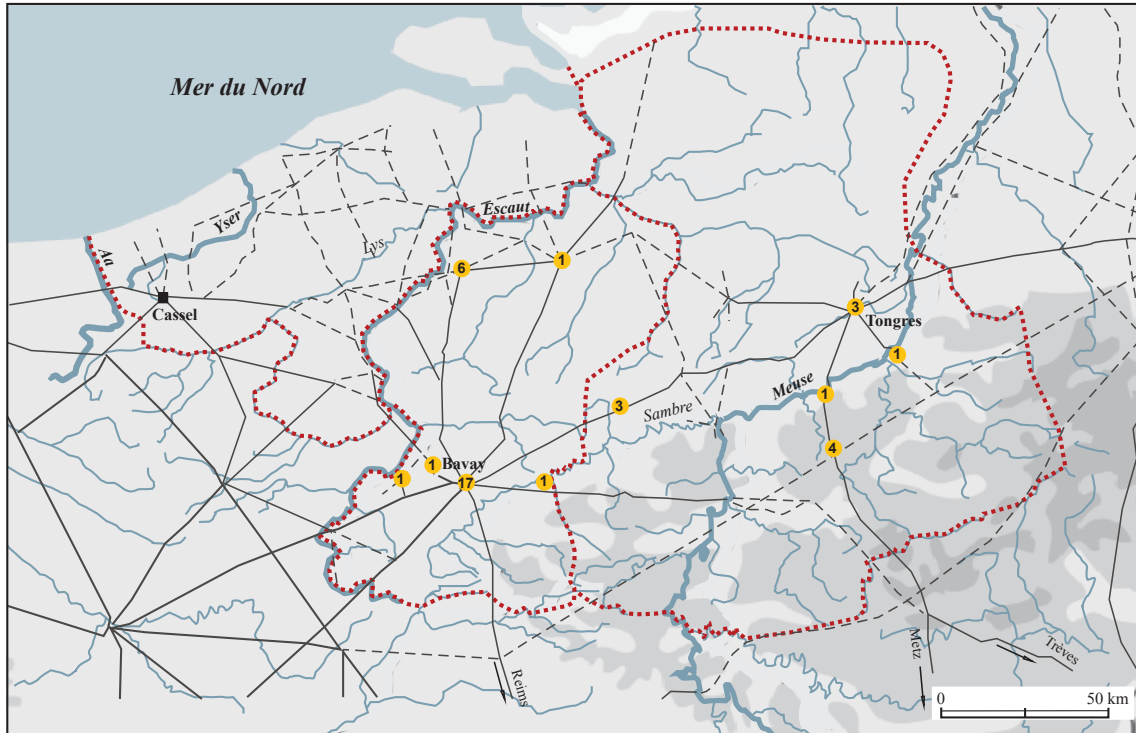 Mer du Nord
Escaut
Yser
Lys
Aa
6
1
3
Cassel
Tongres
1
Meuse
1
3
Sambre
4
1
Bavay
1
17
1
Metz
Trèves
Reims
0
50 km